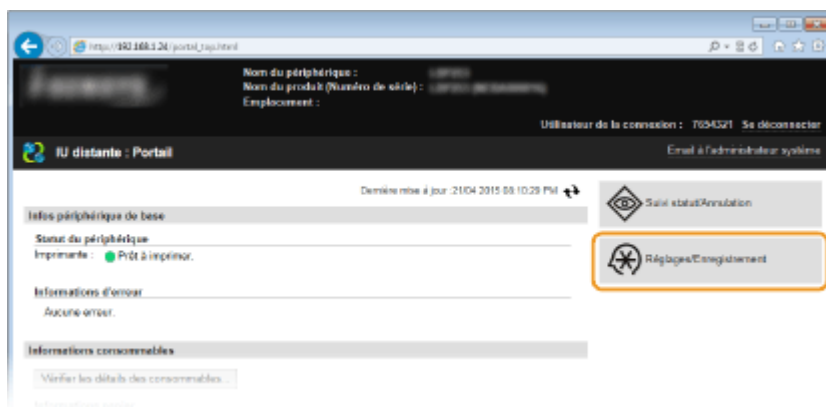 http://192.168.1.24/portal_top.html
Nom du périphérique :
Nom du produit (Numéro de série) :
Emplacement :
Utilisateur de la connexion : 7654321 Se déconnecter
IU distante : Portail
Email à l'administrateur système
Dernière mise à jour :21/04 2015 08:10:29 PM
Infos périphérique de base
Statut du périphérique
Imprimante : Prêt à imprimer.
Informations d'erreur
Aucune erreur.
Informations consommables
Vérifier les détails des consommables...
Suivi statut/Annulation
Réglages/Enregistrement